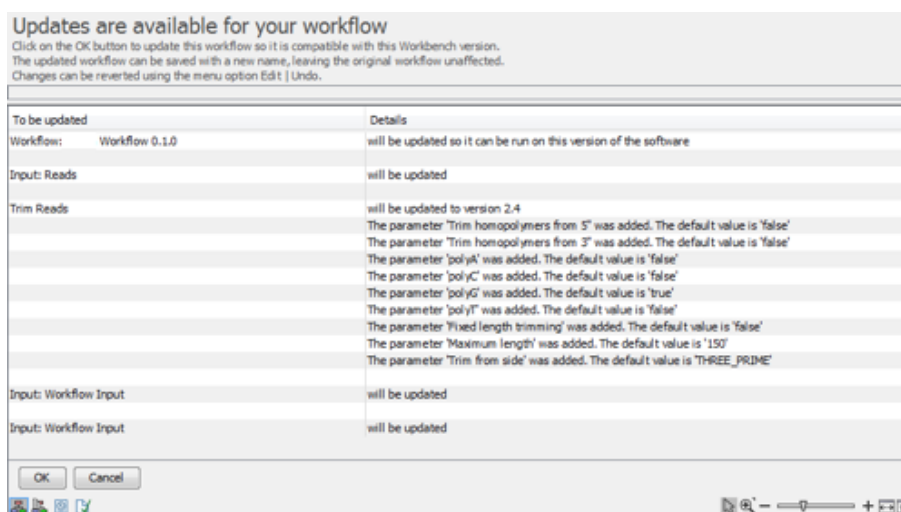 Updates are available for your workflow
Click on the OK button to update this workflow so it is compatible with this Workbench version.
The updated workflow can be saved with a new name, leaving the original workflow unaffected.
Changes can be reverted using the menu option Edit | Undo.
To be updated Details
Workflow: Workflow 0.1.0 will be updated so it can be run on this version of the software
Input: Reads will be updated
Trim Reads will be updated to version 2.4
The parameter 'Trim homopolymers from 5'' was added. The default value is 'false'
The parameter 'Trim homopolymers from 3'' was added. The default value is 'false'
The parameter 'polyA' was added. The default value is 'false'
The parameter 'polyC' was added. The default value is 'false'
The parameter 'polyG' was added. The default value is 'true'
The parameter 'polyT' was added. The default value is 'false'
The parameter 'Fixed length trimming' was added. The default value is 'false'
The parameter 'Maximum length' was added. The default value is '150'
The parameter 'Trim from side' was added. The default value is 'THREE_PRIME'
Input: Workflow Input will be updated
Input: Workflow Input will be updated
OK Cancel